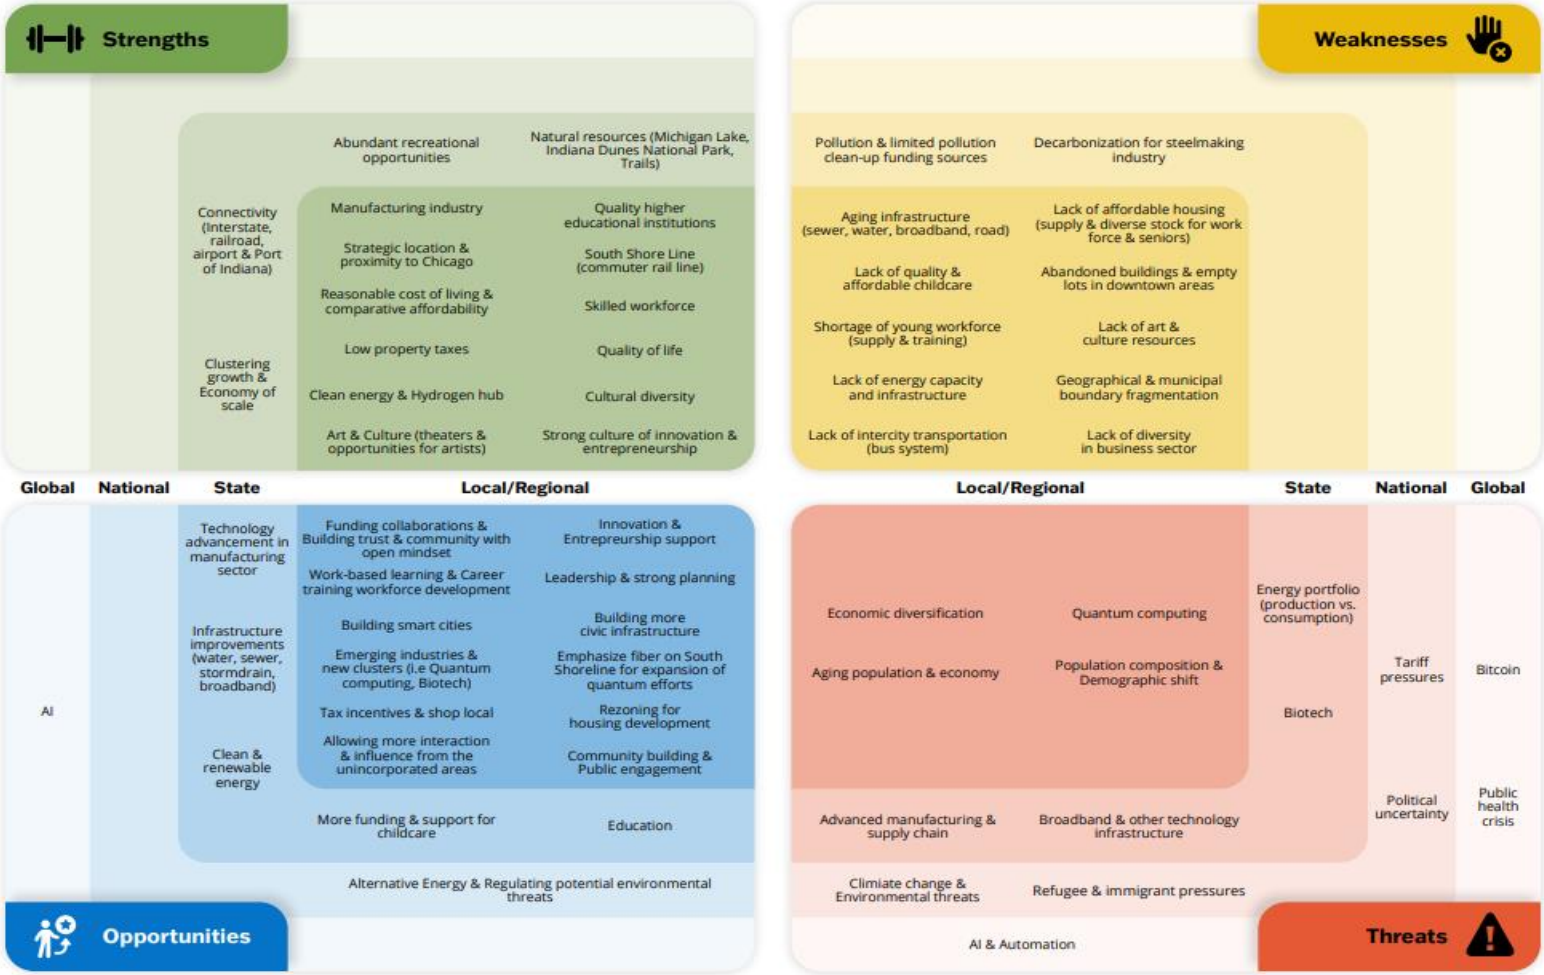 Strengths
Abundant recreational
opportunities
Natural resources (Michigan Lake,
Indiana Dunes National Park,
Trails)
Connectivity
(Interstate,
railroad,
airport & Port
of Indiana)
Clustering
growth &
Economy of
scale
Manufacturing industry
Quality higher
educational institutions
Strategic location &
proximity to Chicago
South Shore Line
(commuter rail line)
Reasonable cost of living &
comparative affordability
Skilled workforce
Low property taxes
Quality of life
Clean energy & Hydrogen hub
Cultural diversity
Art & Culture (theaters &
opportunities for artists)
Strong culture of innovation &
entrepreneurship
Weaknesses
Pollution & limited pollution
clean-up funding sources
Decarbonization for steelmaking
industry
Aging infrastructure
(sewer, water, broadband, road)
Lack of affordable housing
(supply & diverse stock for work
force & seniors)
Lack of quality &
affordable childcare
Abandoned buildings & empty
lots in downtown areas
Shortage of young workforce
(supply & training)
Lack of art &
culture resources
Lack of energy capacity
and infrastructure
Geographical & municipal
boundary fragmentation
Lack of intercity transportation
(bus system)
Lack of diversity
in business sector
Global National State Local/Regional
Local/Regional State National Global
AI
Technology
advancement in
manufacturing
sector
Infrastructure
improvements
(water, sewer,
stormdrain,
broadband)
Clean &
renewable
energy
Funding collaborations &
Building trust & community with
open mindset
Innovation &
Entrepreurship support
Work-based learning & Career
training workforce development
Leadership & strong planning
Building smart cities
Building more
civic infrastructure
Emerging industries &
new clusters (i.e Quantum
computing, Biotech)
Emphasize fiber on South
Shoreline for expansion of
quantum efforts
Tax incentives & shop local
Rezoning for
housing development
Allowing more interaction
& influence from the
unincorporated areas
Community building &
Public engagement
More funding & support for
childcare
Education
Alternative Energy & Regulating potential environmental
threats
Opportunities
Economic diversification
Quantum computing
Aging population & economy
Population composition &
Demographic shift
Energy portfolio
(production vs.
consumption)
Biotech
Tariff
pressures
Political
uncertainty
Bitcoin
Public
health
crisis
Advanced manufacturing &
supply chain
Broadband & other technology
infrastructure
Climiate change &
Environmental threats
Refugee & immigrant pressures
AI & Automation
Threats